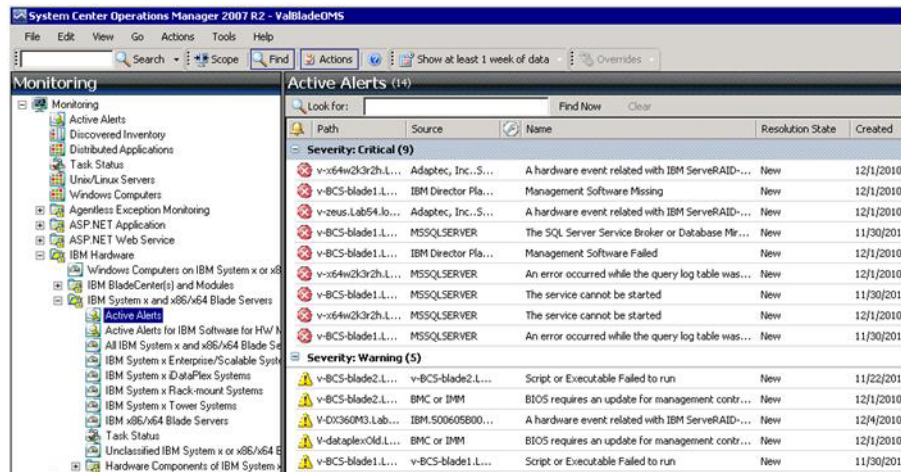 System Center Operations Manager 2007 R2 - ValBladeOMS
File Edit View Go Actions Tools Help
Search Scope Find Actions Show at least 1 week of data Overrides
Monitoring
Monitoring
Active Alerts
Discovered Inventory
Distributed Applications
Task Status
Unix/Linux Servers
Windows Computers
Agentless Exception Monitoring
ASP.NET Application
ASP.NET Web Service
IBM Hardware
Windows Computers on IBM System x or x8
IBM BladeCenter(s) and Modules
IBM System x and x86/x64 Blade Servers
Active Alerts
Active Alerts for IBM Software for HW M
All IBM System x and x86/x64 Blade Se
IBM System x Enterprise/Scalable Syste
IBM System x iDataPlex Systems
IBM System x Rack-mount Systems
IBM System x Tower Systems
IBM x86/x64 Blade Servers
Task Status
Unclassified IBM System x or x86/x64 E
Hardware Components of IBM System x
Active Alerts (14)
Look for: Find Now Clear
Path Source Name Resolution State Created
Severity: Critical (9)
v-x64w2k3r2h.L... Adaptec, Inc..S... A hardware event related with IBM ServeRAID-... New 12/1/2010
v-BCS-blade1.L... IBM Director Pla... Management Software Missing New 12/1/2010
v-zeus.Lab54.lo... Adaptec, Inc..S... A hardware event related with IBM ServeRAID-... New 12/1/2010
v-BCS-blade1.L... MSSQLSERVER The SQL Server Service Broker or Database Mir... New 11/30/201
v-BCS-blade1.L... IBM Director Pla... Management Software Failed New 12/1/2010
v-x64w2k3r2h.L... MSSQLSERVER An error occurred while the query log table was... New 12/1/2010
v-BCS-blade1.L... MSSQLSERVER The service cannot be started New 11/30/201
v-x64w2k3r2h.L... MSSQLSERVER The service cannot be started New 12/1/2010
v-BCS-blade1.L... MSSQLSERVER An error occurred while the query log table was... New 11/30/201
Severity: Warning (5)
v-BCS-blade2.L... v-BCS-blade2.L... Script or Executable Failed to run New 11/22/201
v-BCS-blade2.L... BMC or IMM BIOS requires an update for management contr... New 12/1/2010
V-DX360M3.Lab... IBM.500605B00... A hardware event related with IBM ServeRAID-... New 12/4/2010
V-dataplexOld.L... BMC or IMM BIOS requires an update for management contr... New 12/1/2010
v-BCS-blade1.L... v-BCS-blade1.L... Script or Executable Failed to run New 11/30/201